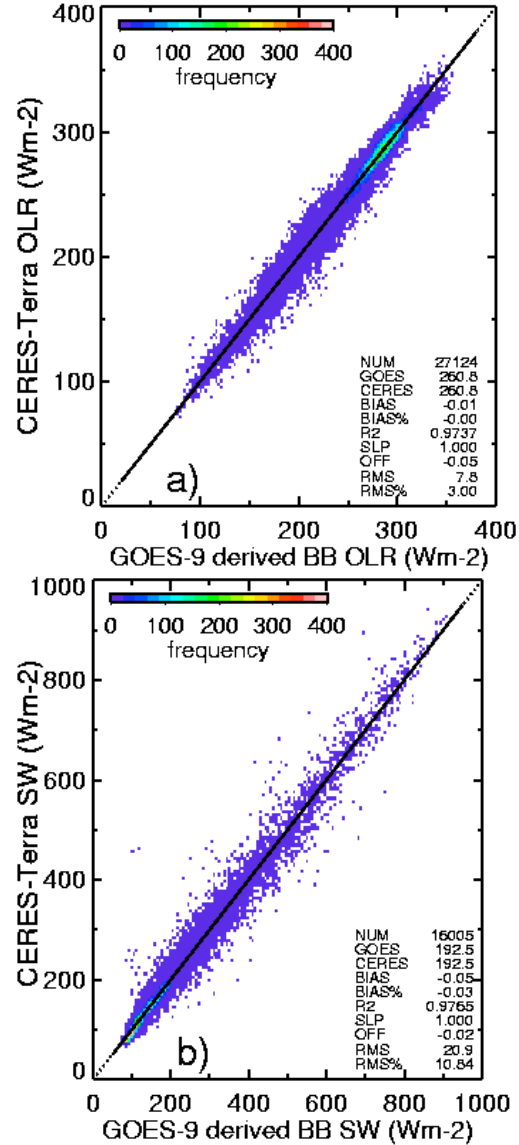 400
0 100 200 300 400
frequency
300
200
100
0
CERES-Terra OLR (Wm-2)
NUM 27124
GOES 260.8
CERES 260.8
BIAS -0.01
BIAS% -0.00
R2 0.9737
SLP 1.000
OFF -0.05
RMS 7.8
RMS% 3.00
a)
0 100 200 300 400
GOES-9 derived BB OLR (Wm-2)
1000
0 100 200 300 400
frequency
800
600
400
200
0
CERES-Terra SW (Wm-2)
NUM 16005
GOES 192.5
CERES 192.5
BIAS -0.05
BIAS% -0.03
R2 0.9765
SLP 1.000
OFF -0.02
RMS 20.9
RMS% 10.84
b)
0 200 400 600 800 1000
GOES-9 derived BB SW (Wm-2)